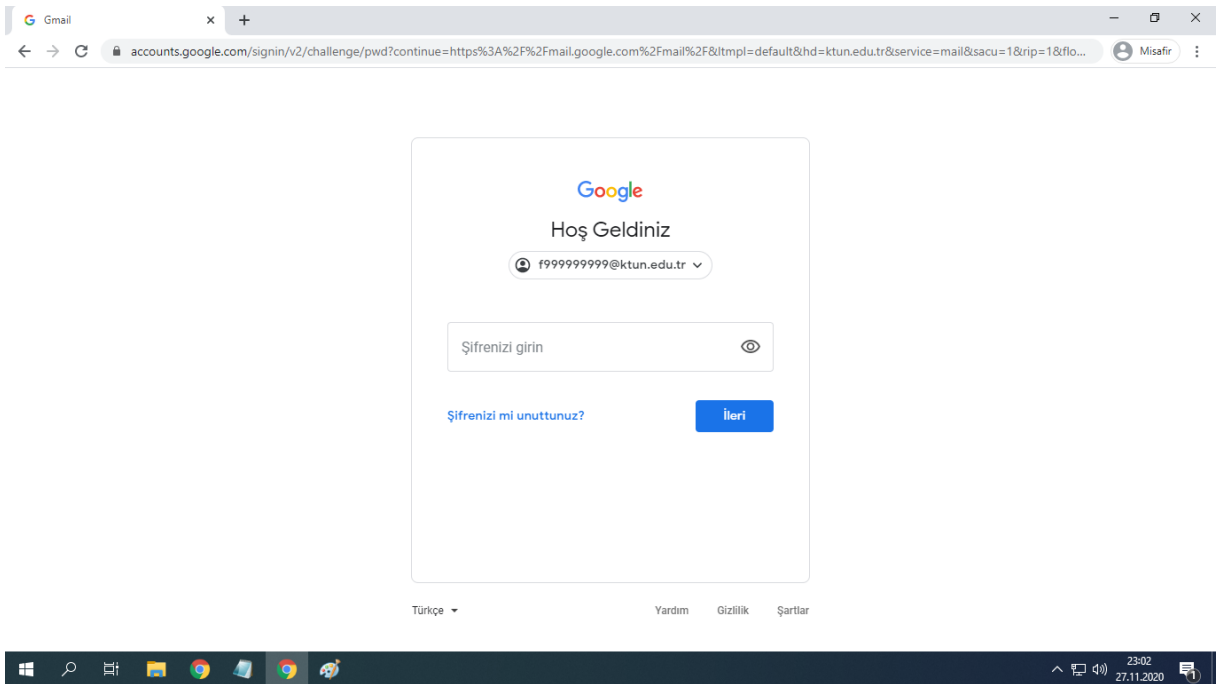 Gmail
accounts.google.com/signin/v2/challenge/pwd?continue=https%3A%2F%2Fmail.google.com%2Fmail%2F&ltmpl=default&hd=ktun.edu.tr&service=mail&sacu=1&rip=1&flo...
Misafir
Google
Hoş Geldiniz
f999999999@ktun.edu.tr
Şifrenizi girin
Şifrenizi mi unuttunuz?
İleri
Türkçe
Yardım Gizlilik Şartlar
23:02
27.11.2020
1